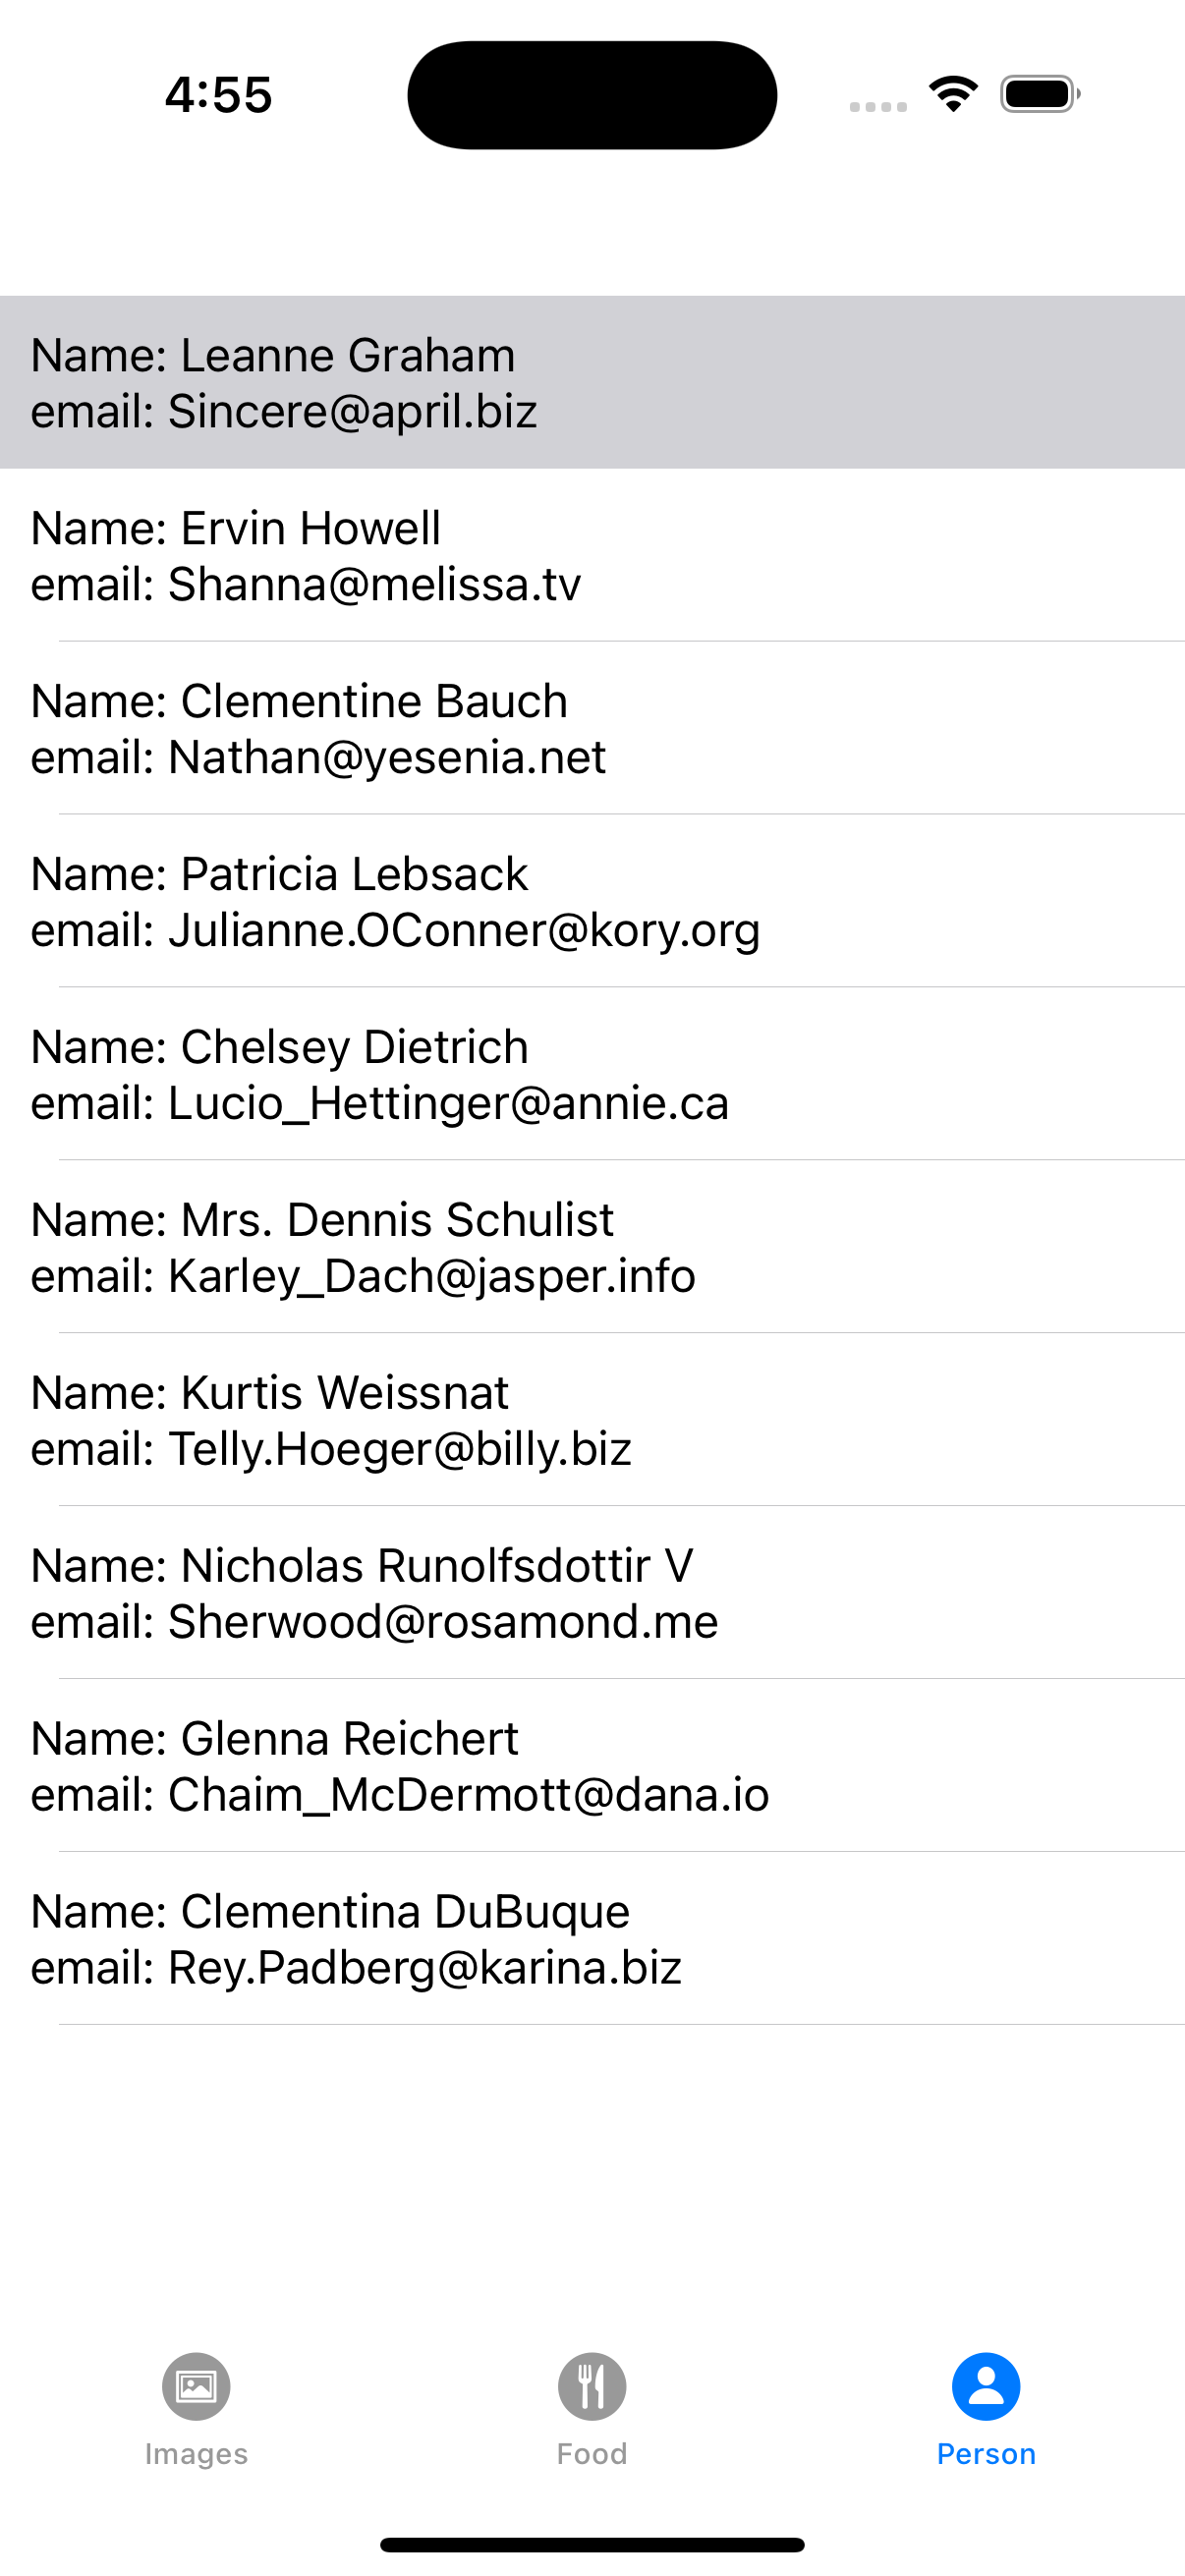 4:55
Name: Leanne Graham
email: Sincere@april.biz
Name: Ervin Howell
email: Shanna@melissa.tv
Name: Clementine Bauch
email: Nathan@yesenia.net
Name: Patricia Lebsack
email: Julianne.OConner@kory.org
Name: Chelsey Dietrich
email: Lucio_Hettinger@annie.ca
Name: Mrs. Dennis Schulist
email: Karley_Dach@jasper.info
Name: Kurtis Weissnat
email: Telly.Hoeger@billy.biz
Name: Nicholas Runolfsdottir V
email: Sherwood@rosamond.me
Name: Glenna Reichert
email: Chaim_McDermott@dana.io
Name: Clementina DuBuque
email: Rey.Padberg@karina.biz
Images Food Person